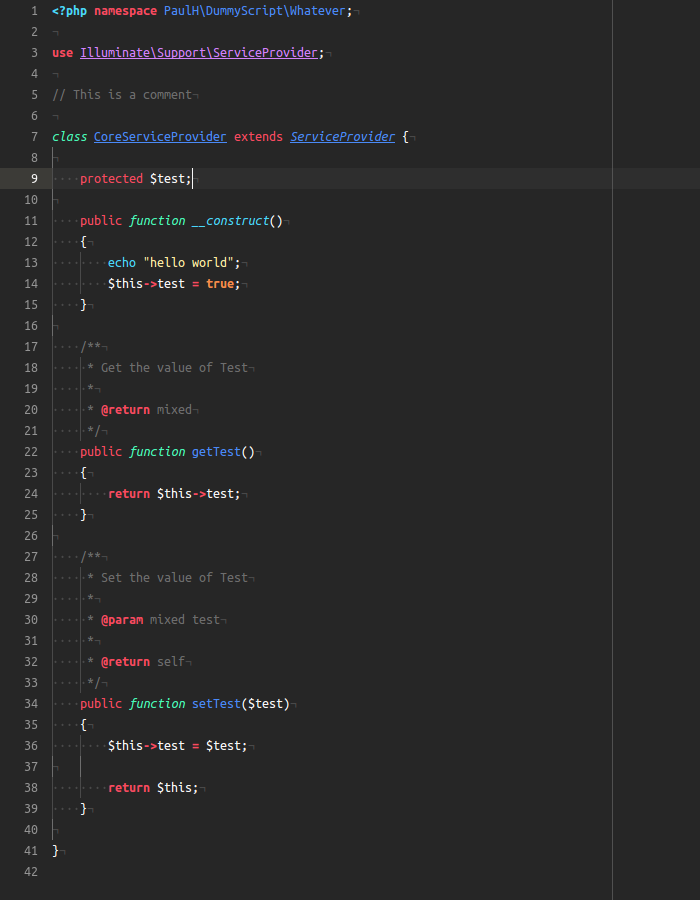 1 <?php namespace PaulH\DummyScript\Whatever;
2
3 use Illuminate\Support\ServiceProvider;
4
5 // This is a comment
6
7 class CoreServiceProvider extends ServiceProvider {
8
9 protected $test;
10
11 public function __construct()
12 {
13 echo "hello world";
14 $this->test = true;
15 }
16
17 /**
18 * Get the value of Test
19 *
20 * @return mixed
21 */
22 public function getTest()
23 {
24 return $this->test;
25 }
26
27 /**
28 * Set the value of Test
29 *
30 * @param mixed test
31 *
32 * @return self
33 */
34 public function setTest($test)
35 {
36 $this->test = $test;
37
38 return $this;
39 }
40
41 }
42